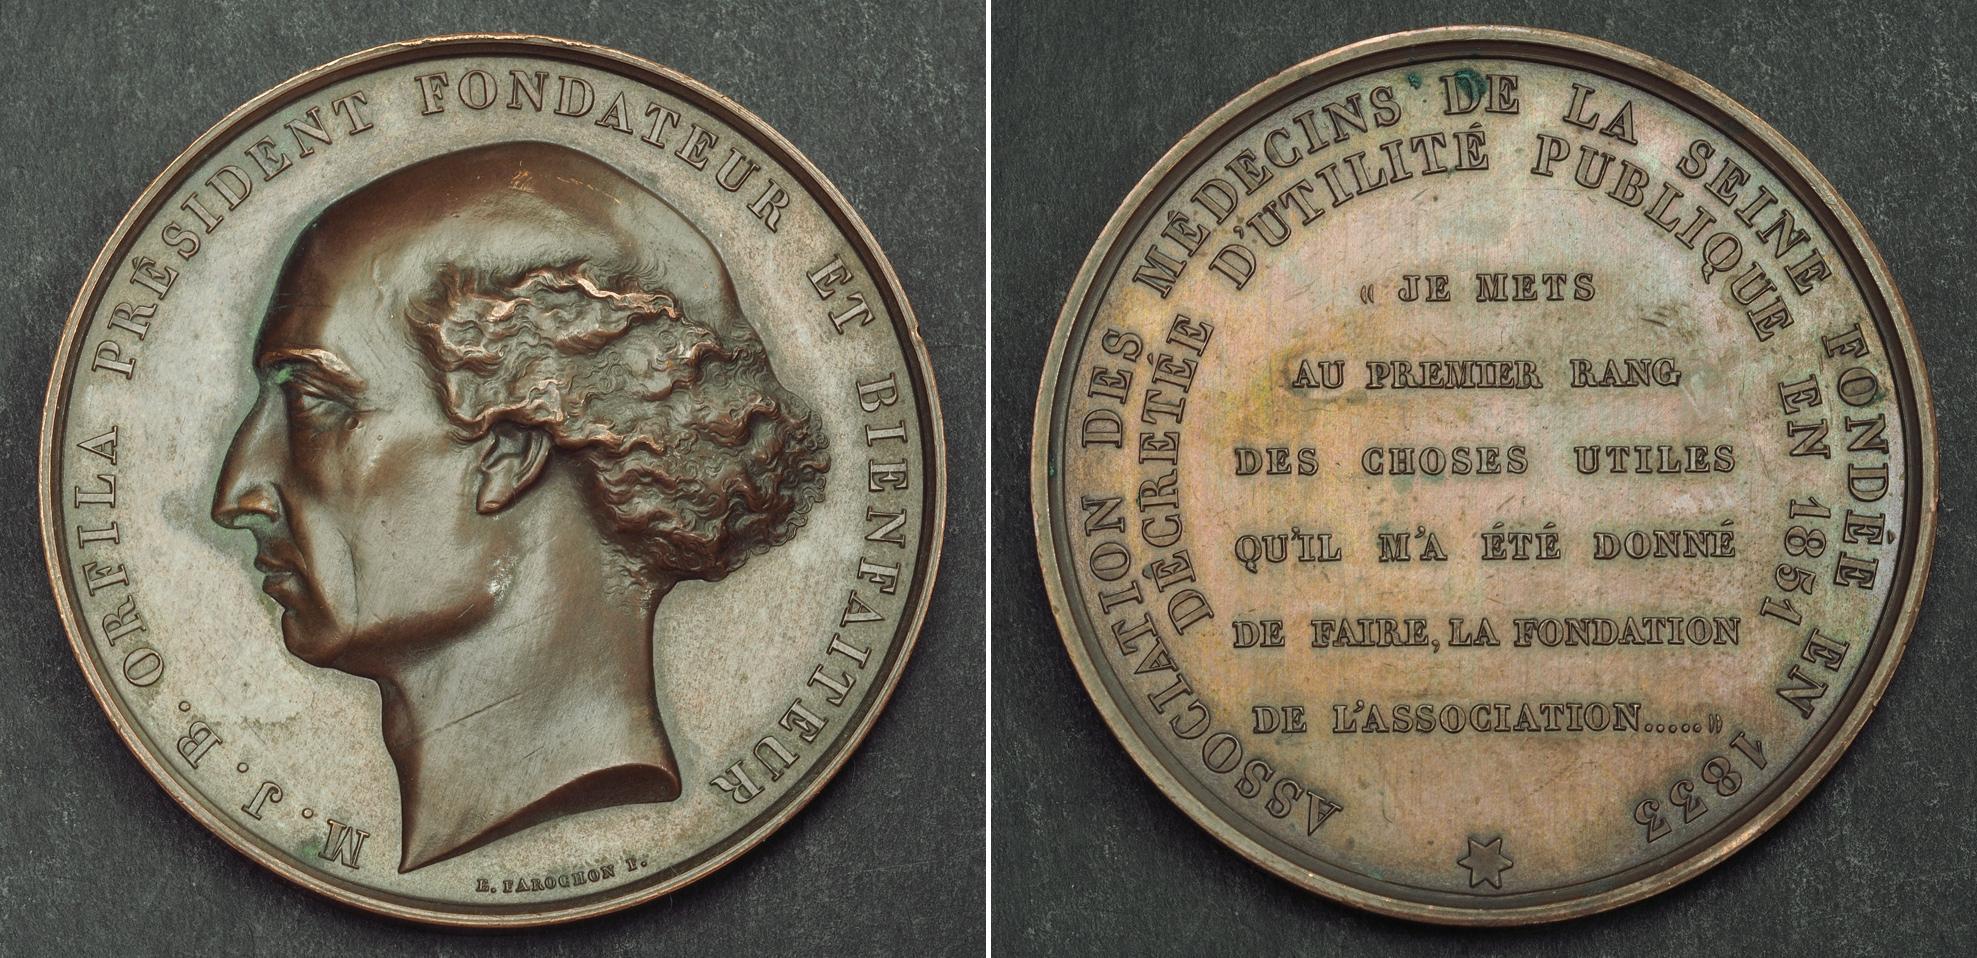 M. J. B. ORFILA PRÉSIDENT FONDATEUR ET BIENFAITEUR
E. FAROCHON F.
ASSOCIATION DES MÉDECINS DE LA SEINE FONDÉE EN 1833
DÉCRETÉE D'UTILITÉ PUBLIQUE EN 1851
« JE METS
AU PREMIER RANG
DES CHOSES UTILES
QU'IL M'A ÉTÉ DONNÉ
DE FAIRE, LA FONDATION
DE L'ASSOCIATION..... »